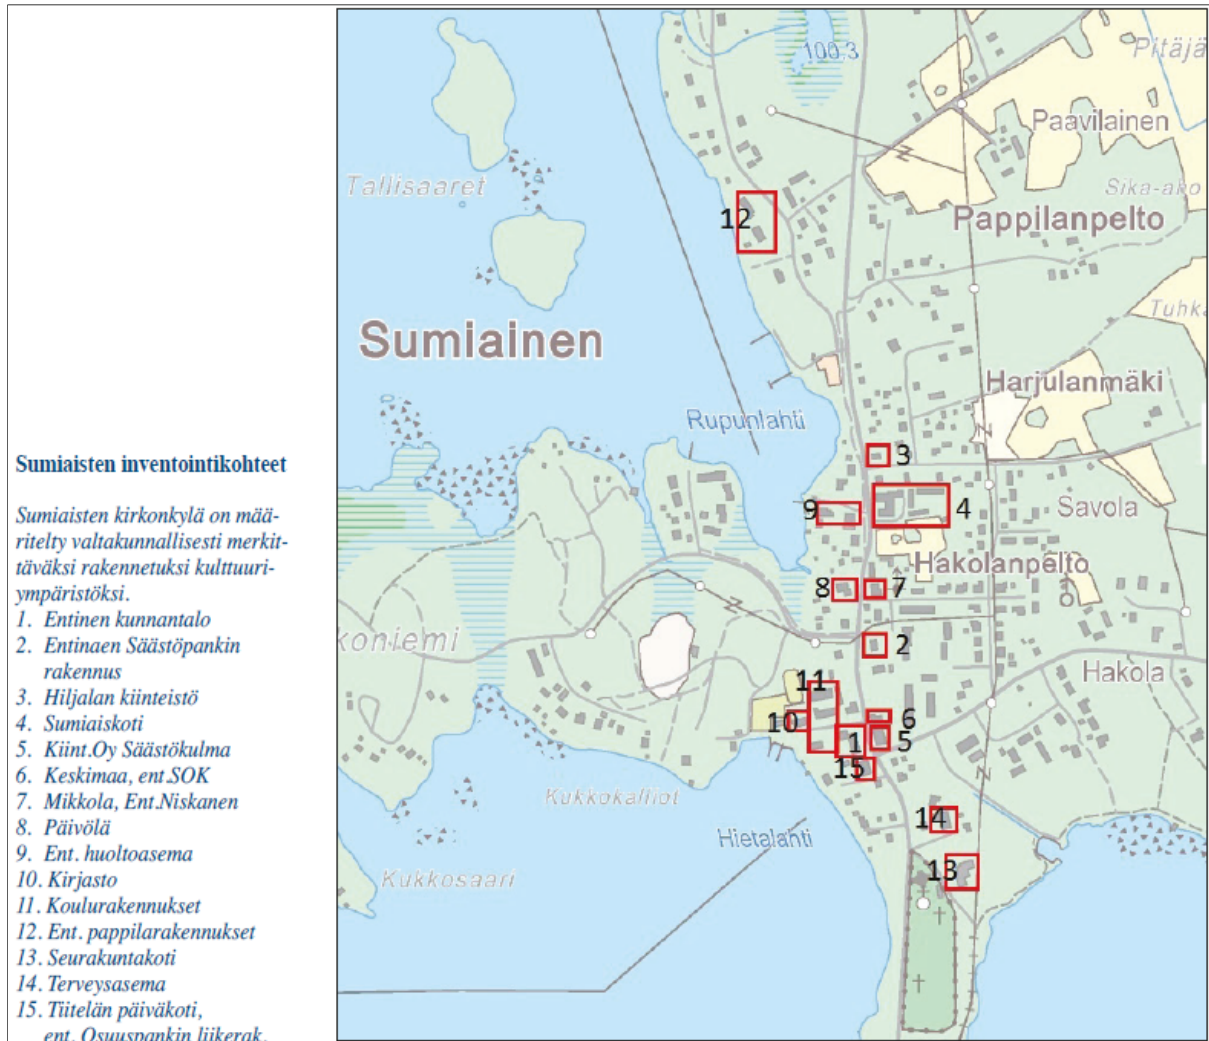 Sumiaisten inventointikohteet
Sumiaisten kirkonkylä on mää-
ritelty valtakunnallisesti merkit-
täväksi rakennetuksi kulttuuri-
ympäristöksi.
1. Entinen kunnantalo
2. Entinaen Säästöpankin
rakennus
3. Hiljalan kiinteistö
4. Sumiaiskoti
5. Kiint.Oy Säästökulma
6. Keskimaa, ent.SOK
7. Mikkola, Ent.Niskanen
8. Päivölä
9. Ent. huoltoasema
10. Kirjasto
11. Koulurakennukset
12. Ent. pappilarakennukset
13. Seurakuntakoti
14. Terveysasema
15. Tiitelän päiväkoti,
ent. Osuuspankin liikerak.
100,3
Pitäjä
Paavilainen
Tallisaaret
Sika-aho
12
Pappilanpelto
Tuhka
Sumiainen
Harjulanmäki
Rupunlahti
3
9
4
Savola
Hakolanpelto
8
7
koniemi
2
Hakola
11
10
6
1
5
15
Kukkokalliot
14
Hietalahti
13
Kukkosaari